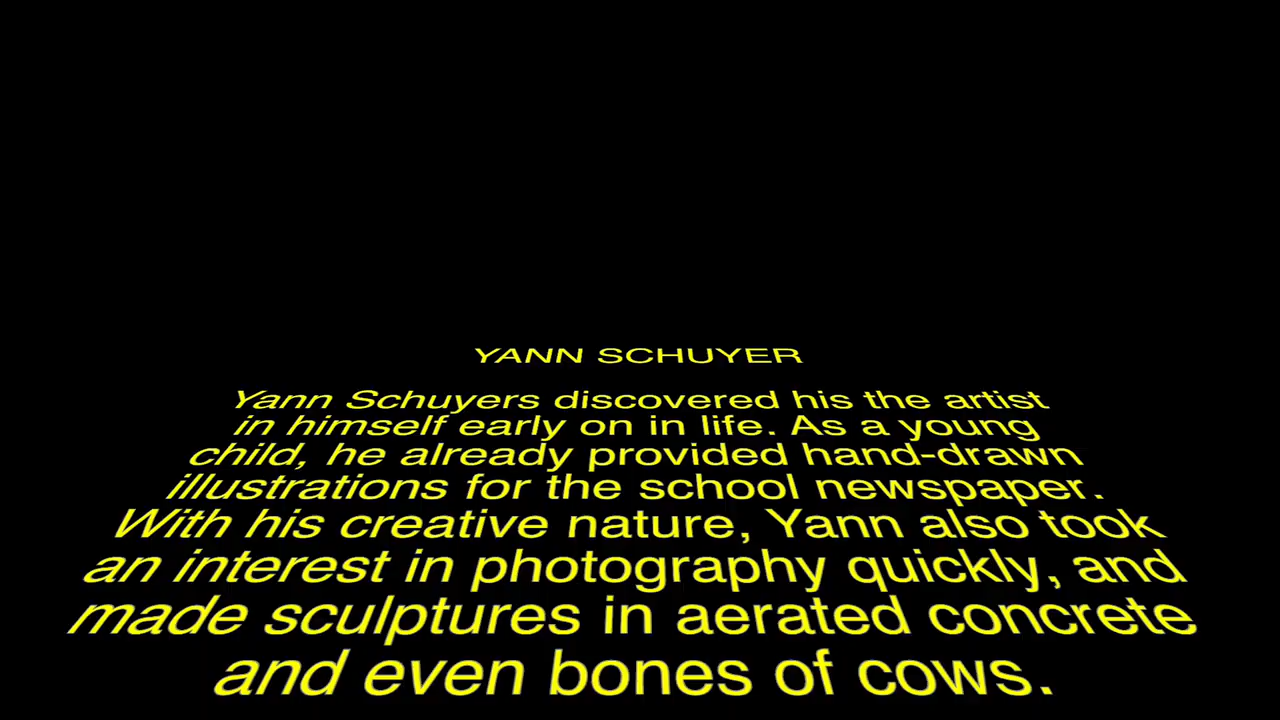 YANN SCHUYER
Yann Schuyers discovered his the artist
in himself early on in life. As a young
child, he already provided hand-drawn
illustrations for the school newspaper.
With his creative nature, Yann also took
an interest in photography quickly, and
made sculptures in aerated concrete
and even bones of cows.